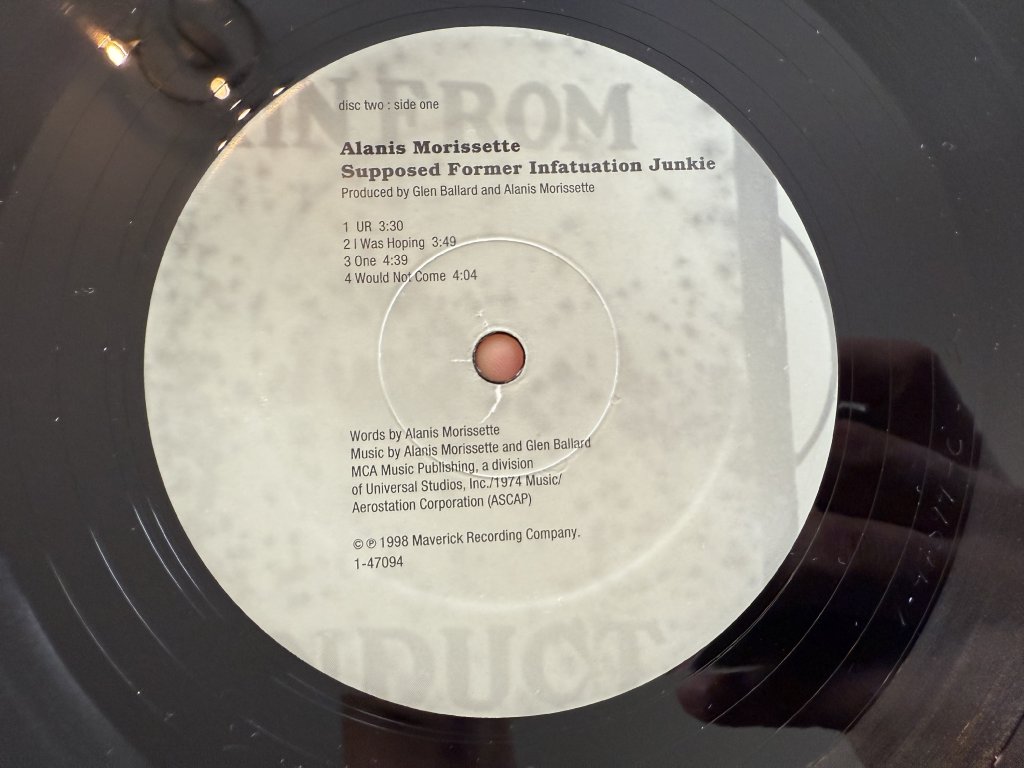 IN FROM
disc two : side one
Alanis Morissette
Supposed Former Infatuation Junkie
Produced by Glen Ballard and Alanis Morissette
1 UR 3:30
2 I Was Hoping 3:49
3 One 4:39
4 Would Not Come 4:04
Words by Alanis Morissette
Music by Alanis Morissette and Glen Ballard
MCA Music Publishing, a division
of Universal Studios, Inc./1974 Music/
Aerostation Corporation (ASCAP)
© ℗ 1998 Maverick Recording Company.
1-47094
NDUCT